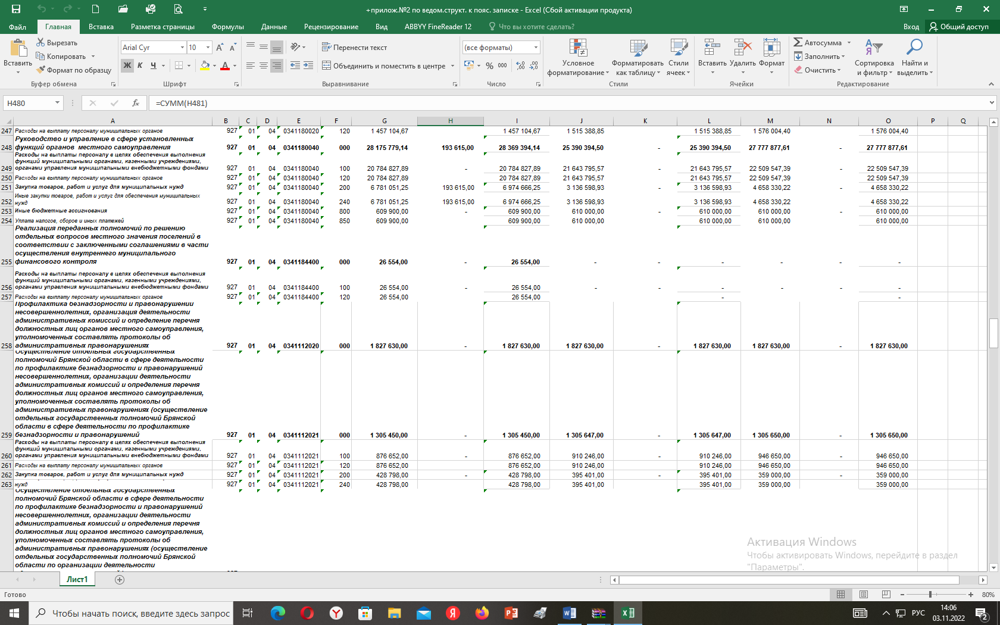 +прилож.№2 по ведом.структ. к пояс. записке - Excel (Сбой активации продукта)
Файл Главная Вставка Разметка страницы Формулы Данные Рецензирование Вид ABBYY FineReader 12 Что вы хотите сделать? Вход Общий доступ
Вставить Вырезать Копировать Формат по образцу Буфер обмена
Arial Cyr 10 Ж К Ч Шрифт
Перенести текст Объединить и поместить в центре Выравнивание
(все форматы) % 000 Число
Условное форматирование Форматировать как таблицу Стили ячеек Стили
Вставить Удалить Формат Ячейки
Автосумма Заполнить Очистить Сортировка и фильтр Найти и выделить Редактирование
H480 fx =СУММ(H481)
A B C D E F G H I J K L M N O P Q
247 Расходы на выплату персоналу муниципальных органов 927 01 04 0341180020 120 1 457 104,67 1 457 104,67 1 515 388,85 1 515 388,85 1 576 004,40 1 576 004,40
Руководство и управление в сфере установленных
248 функций органов местного самоуправления 927 01 04 0341180040 000 28 175 779,14 193 615,00 28 369 394,14 25 390 394,50 - 25 390 394,50 27 777 877,61 - 27 777 877,61
Расходы на выплаты персоналу в целях обеспечения выполнения
функций муниципальными органами, казенными учреждениями,
249 органами управления муниципальными внебюджетными фондами 927 01 04 0341180040 100 20 784 827,89 - 20 784 827,89 21 643 795,57 - 21 643 795,57 22 509 547,39 - 22 509 547,39
250 Расходы на выплату персоналу муниципальных органов 927 01 04 0341180040 120 20 784 827,89 20 784 827,89 21 643 795,57 21 643 795,57 22 509 547,39 22 509 547,39
251 Закупка товаров, работ и услуг для муниципальных нужд 927 01 04 0341180040 200 6 781 051,25 193 615,00 6 974 666,25 3 136 598,93 - 3 136 598,93 4 658 330,22 - 4 658 330,22
Иные закупки товаров, работ и услуг для обеспечения муниципальных
252 нужд 927 01 04 0341180040 240 6 781 051,25 193 615,00 6 974 666,25 3 136 598,93 3 136 598,93 4 658 330,22 4 658 330,22
253 Иные бюджетные ассигнования 927 01 04 0341180040 800 609 900,00 - 609 900,00 610 000,00 - 610 000,00 610 000,00 - 610 000,00
254 Уплата налогов, сборов и иных платежей 927 01 04 0341180040 850 609 900,00 609 900,00 610 000,00 610 000,00 610 000,00 610 000,00
Реализация переданных полномочий по решению
отдельных вопросов местного значения поселений в
соответствии с заключенными соглашениями в части
осуществления внутреннего муниципального
255 финансового контроля 927 01 04 0341184400 000 26 554,00 - 26 554,00 - - - - - -
Расходы на выплаты персоналу в целях обеспечения выполнения
функций муниципальными органами, казенными учреждениями,
256 органами управления муниципальными внебюджетными фондами 927 01 04 0341184400 100 26 554,00 - 26 554,00 - - - - - -
257 Расходы на выплату персоналу муниципальных органов 927 01 04 0341184400 120 26 554,00 26 554,00 - -
Профилактика безнадзорности и правонарушений
несовершеннолетних, организация деятельности
административных комиссий и определение перечня
должностных лиц органов местного самоуправления,
уполномоченных составлять протоколы об
258 административных правонарушениях 927 01 04 0341112020 000 1 827 630,00 - 1 827 630,00 1 827 630,00 - 1 827 630,00 1 827 630,00 - 1 827 630,00
Осуществление отдельных государственных
полномочий Брянской области в сфере деятельности
по профилактике безнадзорности и правонарушений
несовершеннолетних, организации деятельности
административных комиссий и определения перечня
должностных лиц органов местного самоуправления,
уполномоченных составлять протоколы об
административных правонарушениях (осуществление
отдельных государственных полномочий Брянской
области в сфере деятельности по профилактике
259 безнадзорности и правонарушений 927 01 04 0341112021 000 1 305 450,00 - 1 305 450,00 1 305 647,00 - 1 305 647,00 1 305 650,00 - 1 305 650,00
Расходы на выплаты персоналу в целях обеспечения выполнения
функций муниципальными органами, казенными учреждениями,
260 органами управления муниципальными внебюджетными фондами 927 01 04 0341112021 100 876 652,00 - 876 652,00 910 246,00 - 910 246,00 946 650,00 - 946 650,00
261 Расходы на выплату персоналу муниципальных органов 927 01 04 0341112021 120 876 652,00 876 652,00 910 246,00 910 246,00 946 650,00 946 650,00
262 Закупка товаров, работ и услуг для муниципальных нужд 927 01 04 0341112021 200 428 798,00 - 428 798,00 395 401,00 - 395 401,00 359 000,00 - 359 000,00
263 нужд 927 01 04 0341112021 240 428 798,00 428 798,00 395 401,00 395 401,00 359 000,00 359 000,00
Осуществление отдельных государственных
полномочий Брянской области в сфере деятельности
по профилактике безнадзорности и правонарушений
несовершеннолетних, организации деятельности
административных комиссий и определения перечня
должностных лиц органов местного самоуправления,
уполномоченных составлять протоколы об
административных правонарушениях (осуществление
отдельных государственных полномочий Брянской
области по организации деятельности
Активация Windows
Чтобы активировать Windows, перейдите в раздел
"Параметры".
Лист1
Готово 80%
Чтобы начать поиск, введите здесь запрос РУС 14:06
03.11.2022 2